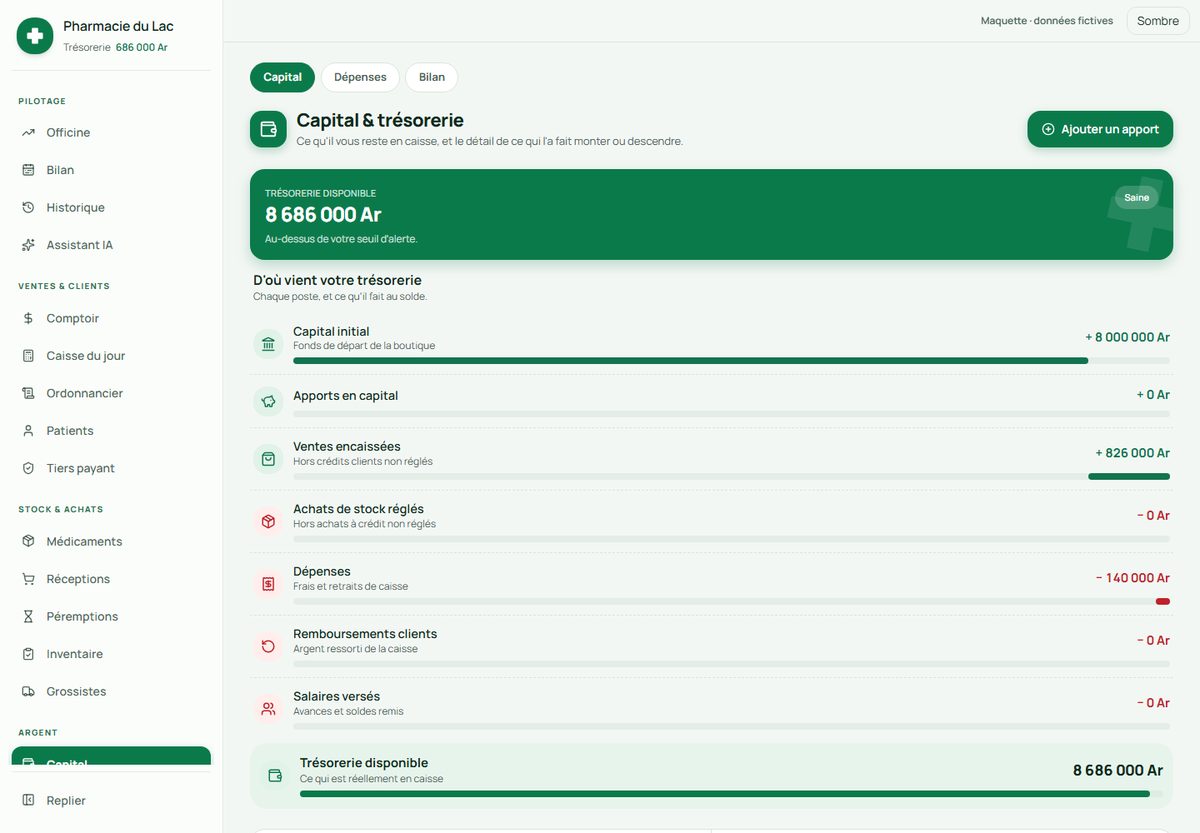 Pharmacie du Lac
Trésorerie 686 000 Ar
PILOTAGE
Officine
Bilan
Historique
Assistant IA
VENTES & CLIENTS
Comptoir
Caisse du jour
Ordonnancier
Patients
Tiers payant
STOCK & ACHATS
Médicaments
Réceptions
Péremptions
Inventaire
Grossistes
ARGENT
Capital
Replier
Maquette · données fictives
Sombre
Capital
Dépenses
Bilan
Capital & trésorerie
Ce qu'il vous reste en caisse, et le détail de ce qui l'a fait monter ou descendre.
Ajouter un apport
TRÉSORERIE DISPONIBLE
8 686 000 Ar
Au-dessus de votre seuil d'alerte.
Saine
D'où vient votre trésorerie
Chaque poste, et ce qu'il fait au solde.
Capital initial
Fonds de départ de la boutique
+ 8 000 000 Ar
Apports en capital
+ 0 Ar
Ventes encaissées
Hors crédits clients non réglés
+ 826 000 Ar
Achats de stock réglés
Hors achats à crédit non réglés
− 0 Ar
Dépenses
Frais et retraits de caisse
− 140 000 Ar
Remboursements clients
Argent ressorti de la caisse
− 0 Ar
Salaires versés
Avances et soldes remis
− 0 Ar
Trésorerie disponible
Ce qui est réellement en caisse
8 686 000 Ar